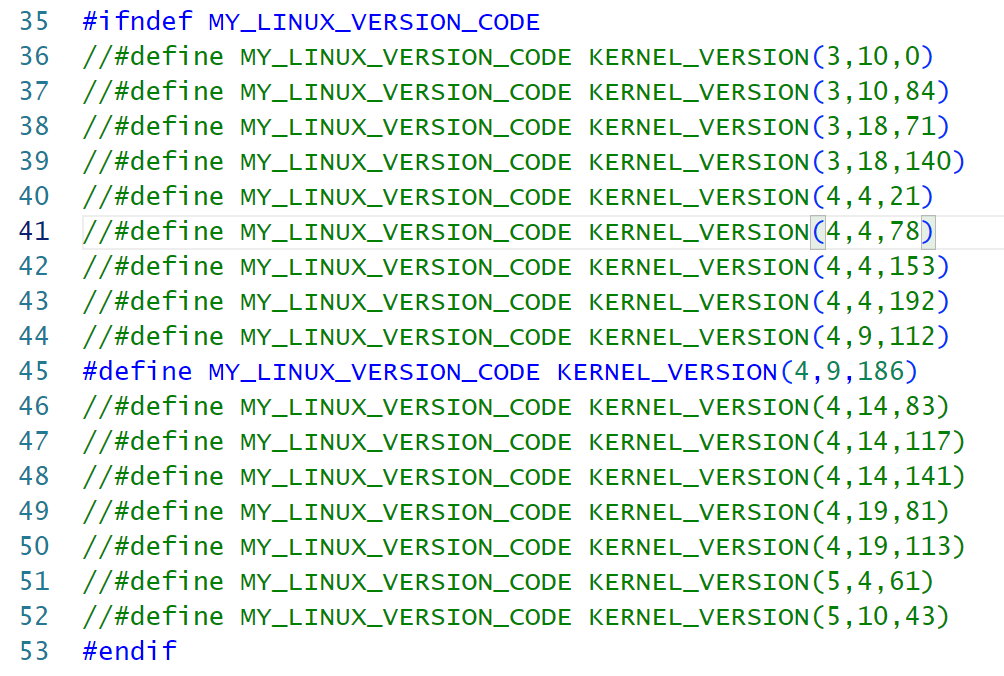 35 #ifndef MY_LINUX_VERSION_CODE
36 //#define MY_LINUX_VERSION_CODE KERNEL_VERSION(3,10,0)
37 //#define MY_LINUX_VERSION_CODE KERNEL_VERSION(3,10,84)
38 //#define MY_LINUX_VERSION_CODE KERNEL_VERSION(3,18,71)
39 //#define MY_LINUX_VERSION_CODE KERNEL_VERSION(3,18,140)
40 //#define MY_LINUX_VERSION_CODE KERNEL_VERSION(4,4,21)
41 //#define MY_LINUX_VERSION_CODE KERNEL_VERSION(4,4,78)
42 //#define MY_LINUX_VERSION_CODE KERNEL_VERSION(4,4,153)
43 //#define MY_LINUX_VERSION_CODE KERNEL_VERSION(4,4,192)
44 //#define MY_LINUX_VERSION_CODE KERNEL_VERSION(4,9,112)
45 #define MY_LINUX_VERSION_CODE KERNEL_VERSION(4,9,186)
46 //#define MY_LINUX_VERSION_CODE KERNEL_VERSION(4,14,83)
47 //#define MY_LINUX_VERSION_CODE KERNEL_VERSION(4,14,117)
48 //#define MY_LINUX_VERSION_CODE KERNEL_VERSION(4,14,141)
49 //#define MY_LINUX_VERSION_CODE KERNEL_VERSION(4,19,81)
50 //#define MY_LINUX_VERSION_CODE KERNEL_VERSION(4,19,113)
51 //#define MY_LINUX_VERSION_CODE KERNEL_VERSION(5,4,61)
52 //#define MY_LINUX_VERSION_CODE KERNEL_VERSION(5,10,43)
53 #endif